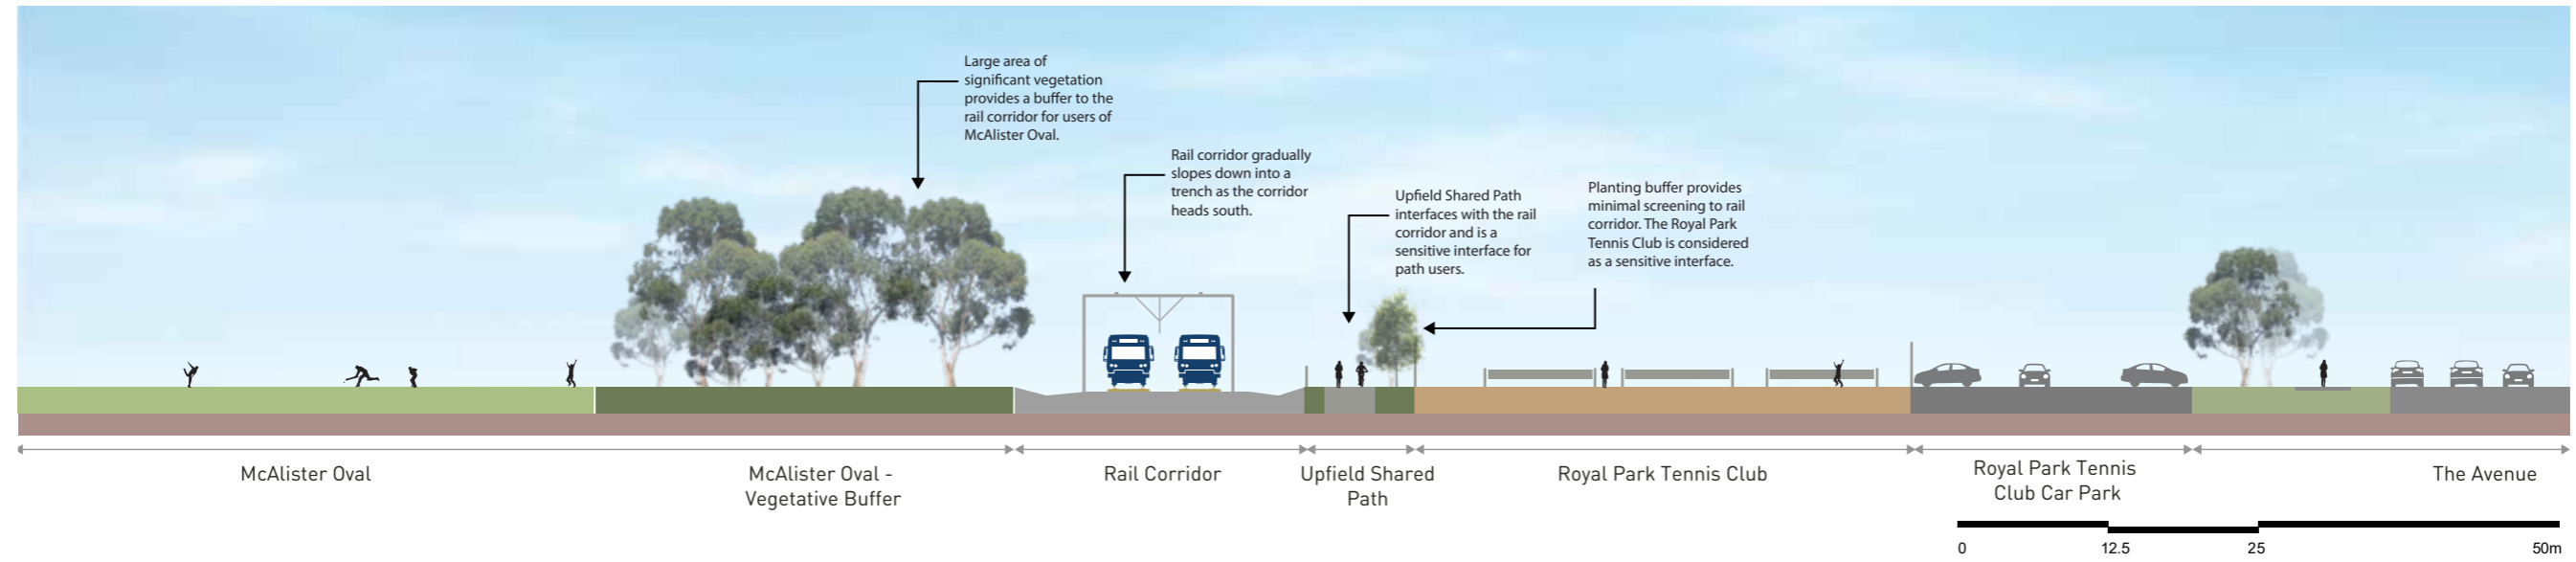 Large area of
significant vegetation
provides a buffer to the
rail corridor for users of
McAlister Oval.
Rail corridor gradually
slopes down into a
trench as the corridor
heads south.
Upfield Shared Path
interfaces with the rail
corridor and is a
sensitive interface for
path users.
Planting buffer provides
minimal screening to rail
corridor. The Royal Park
Tennis Club is considered
as a sensitive interface.
McAlister Oval
McAlister Oval -
Vegetative Buffer
Rail Corridor
Upfield Shared
Path
Royal Park Tennis Club
Royal Park Tennis
Club Car Park
The Avenue
0 12.5 25 50m